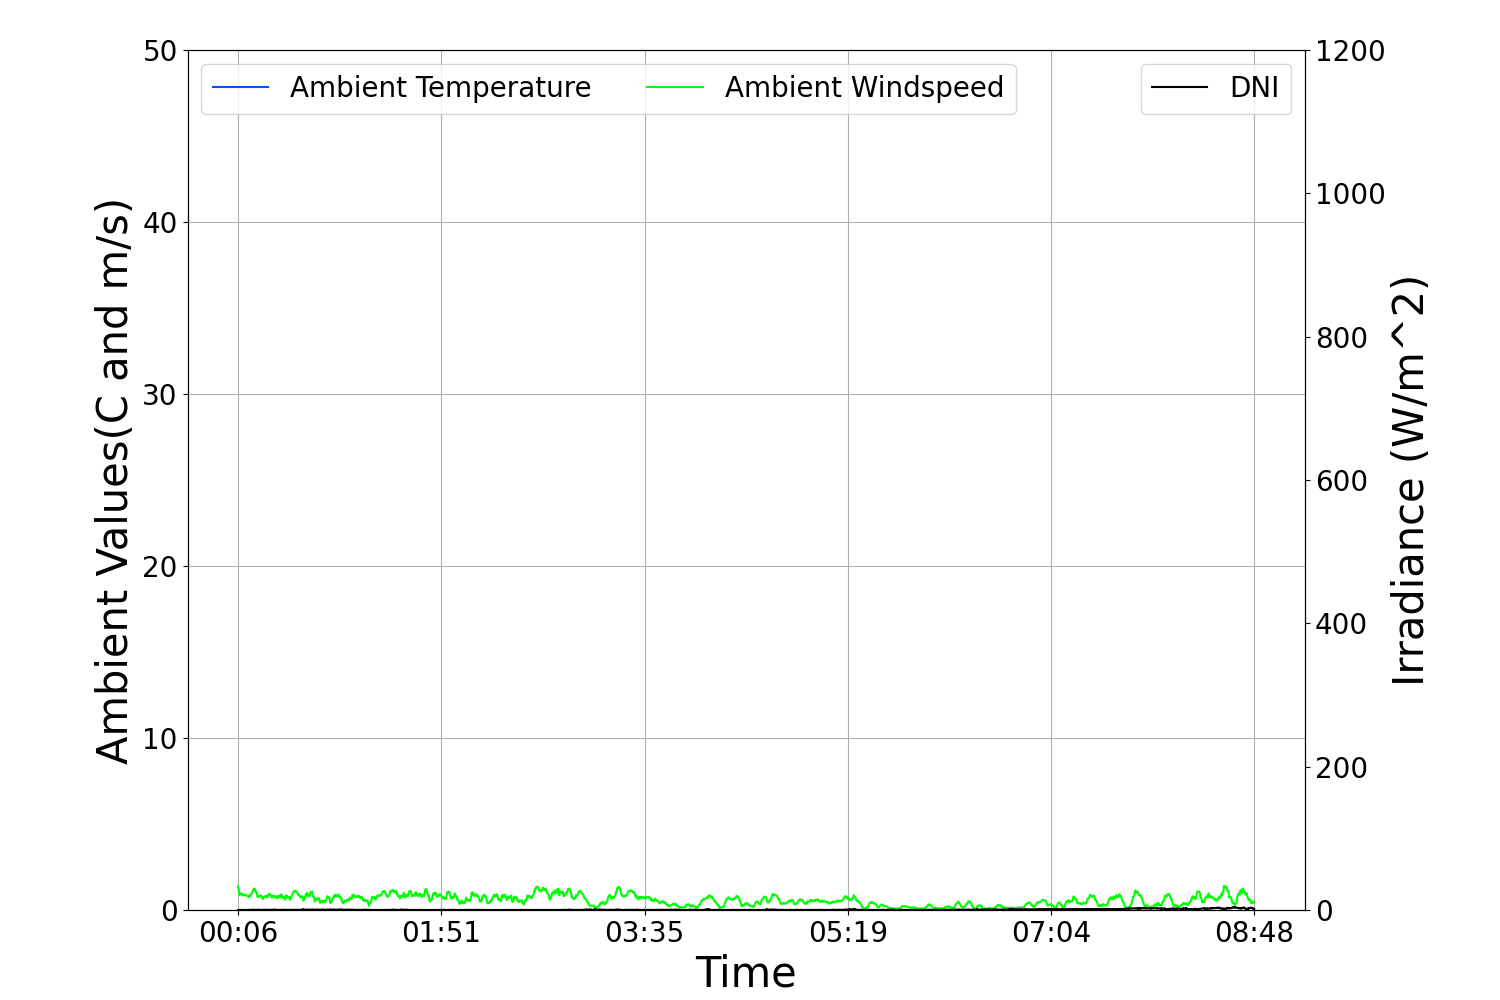 Ambient Temperature
Ambient Windspeed
DNI
Ambient Values(C and m/s)
50
40
30
20
10
0
1200
1000
800
600
400
200
0
Irradiance (W/m^2)
00:06 01:51 03:35 05:19 07:04 08:48
Time